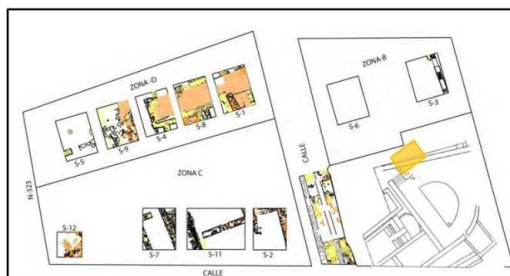 ZONA -D
ZONA-B
S-5
S-9
S-4
S-8
S-1
S-6
S-3
ZONA C
CALLE
N-323
S-12
S-7
S-11
S-2
CALLE